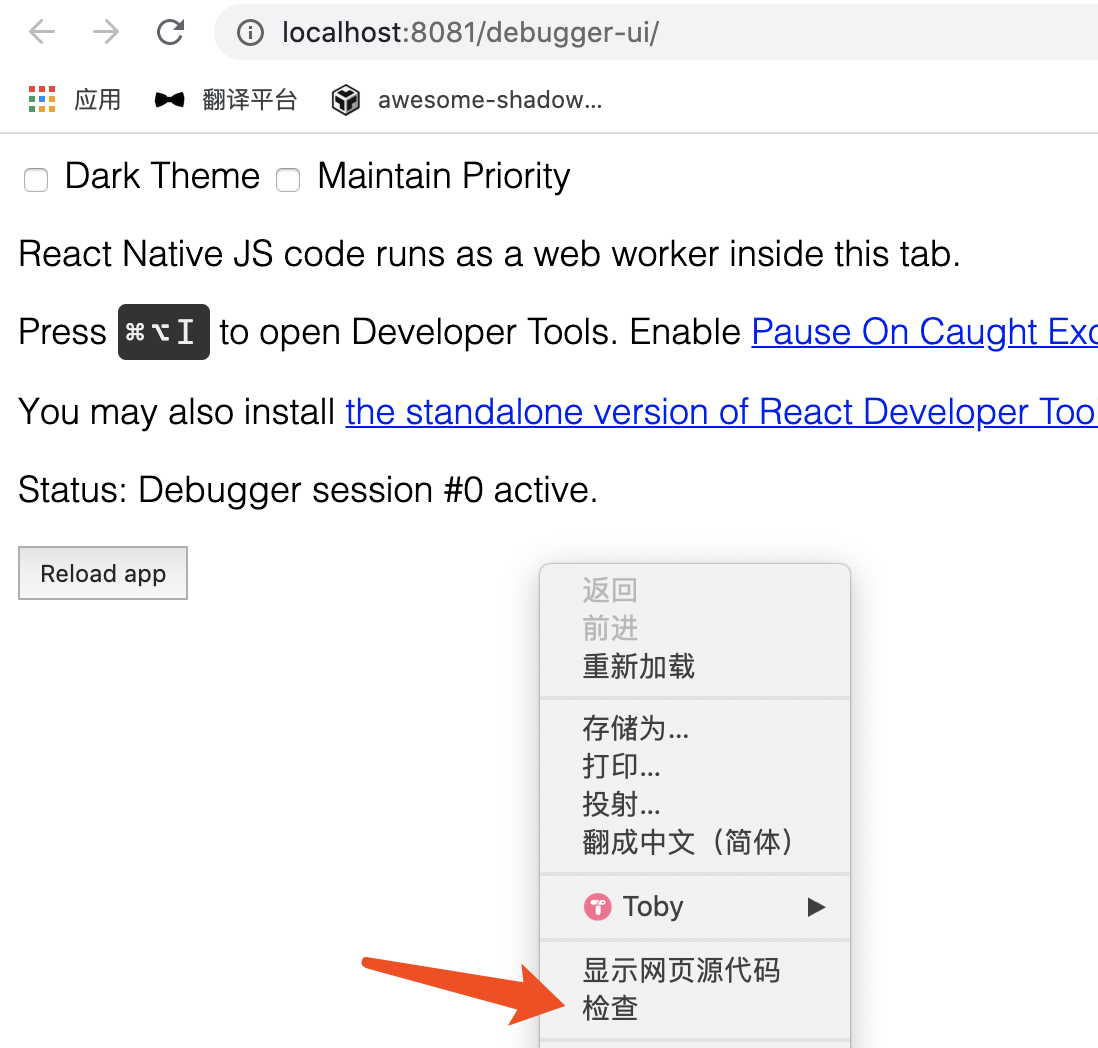 localhost:8081/debugger-ui/
应用 翻译平台 awesome-shadow...
Dark Theme Maintain Priority
React Native JS code runs as a web worker inside this tab.
Press ⌘⌥I to open Developer Tools. Enable Pause On Caught Exc
You may also install the standalone version of React Developer Too
Status: Debugger session #0 active.
Reload app
返回
前进
重新加载
存储为...
打印...
投射...
翻成中文（简体）
Toby
显示网页源代码
检查